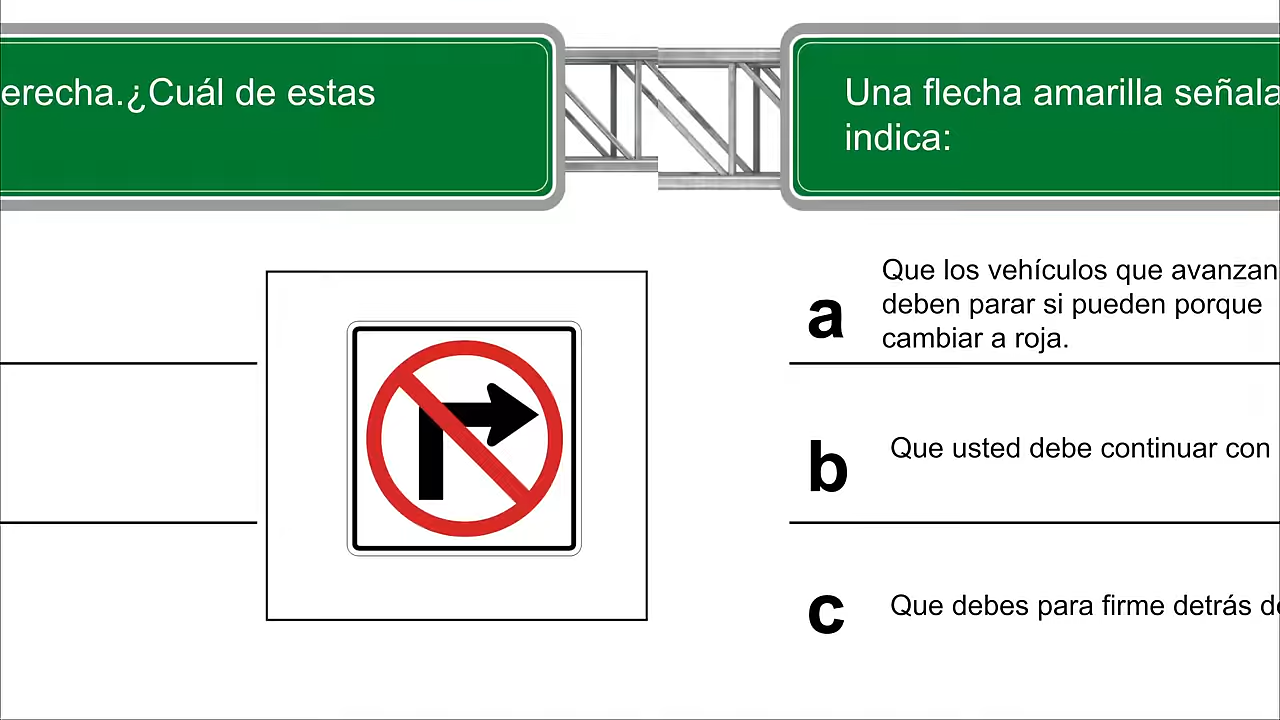 erecha.¿Cuál de estas
Una flecha amarilla señala
indica:
a
Que los vehículos que avanzan
deben parar si pueden porque
cambiar a roja.
b
Que usted debe continuar con
c
Que debes para firme detrás de